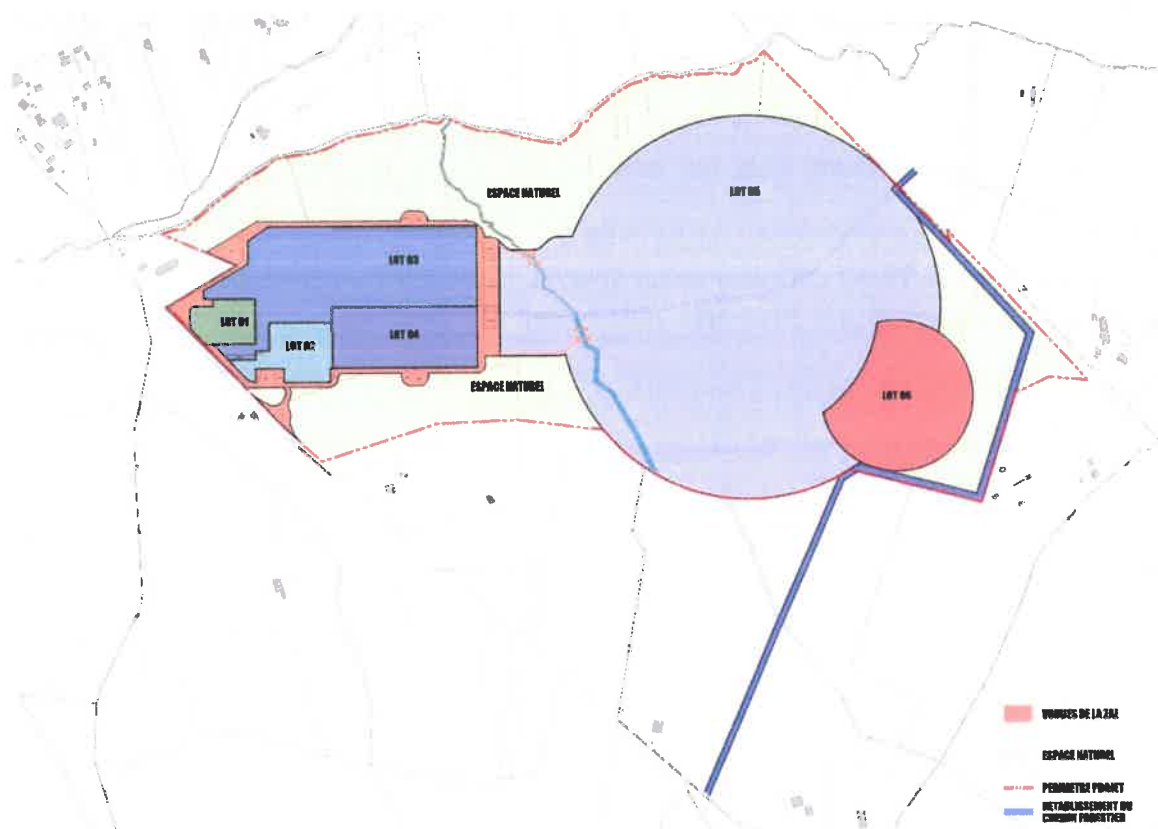 ESPACE NATUREL
LOT 05
LOT 03
LOT 01
LOT 02
LOT 04
ESPACE NATUREL
LOT 06
VOIRIES DE LA ZAC
ESPACE NATUREL
PERIMETRE PROJET
RETABLISSEMENT DU
CHEMIN FORESTIER